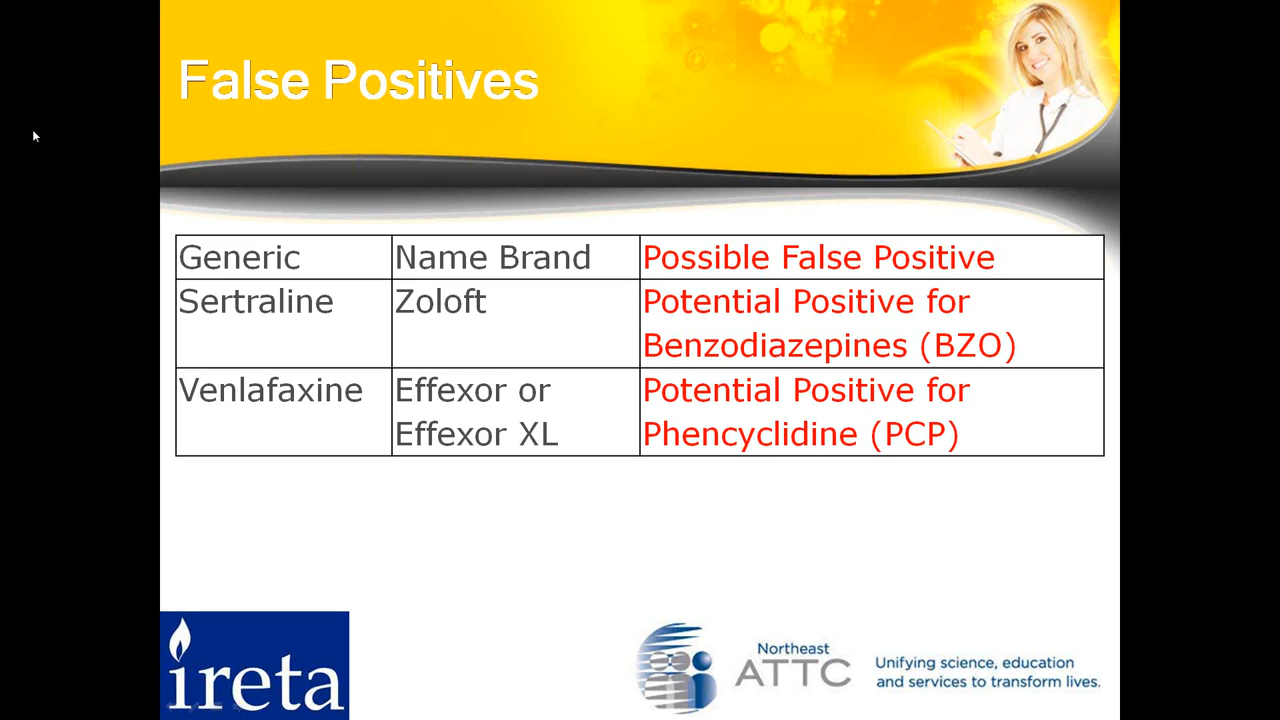 False Positives
Generic Name Brand Possible False Positive
Sertraline Zoloft Potential Positive for
Benzodiazepines (BZO)
Venlafaxine Effexor or Potential Positive for
Effexor XL Phencyclidine (PCP)
ireta
Northeast
ATTC
Unifying science, education
and services to transform lives.